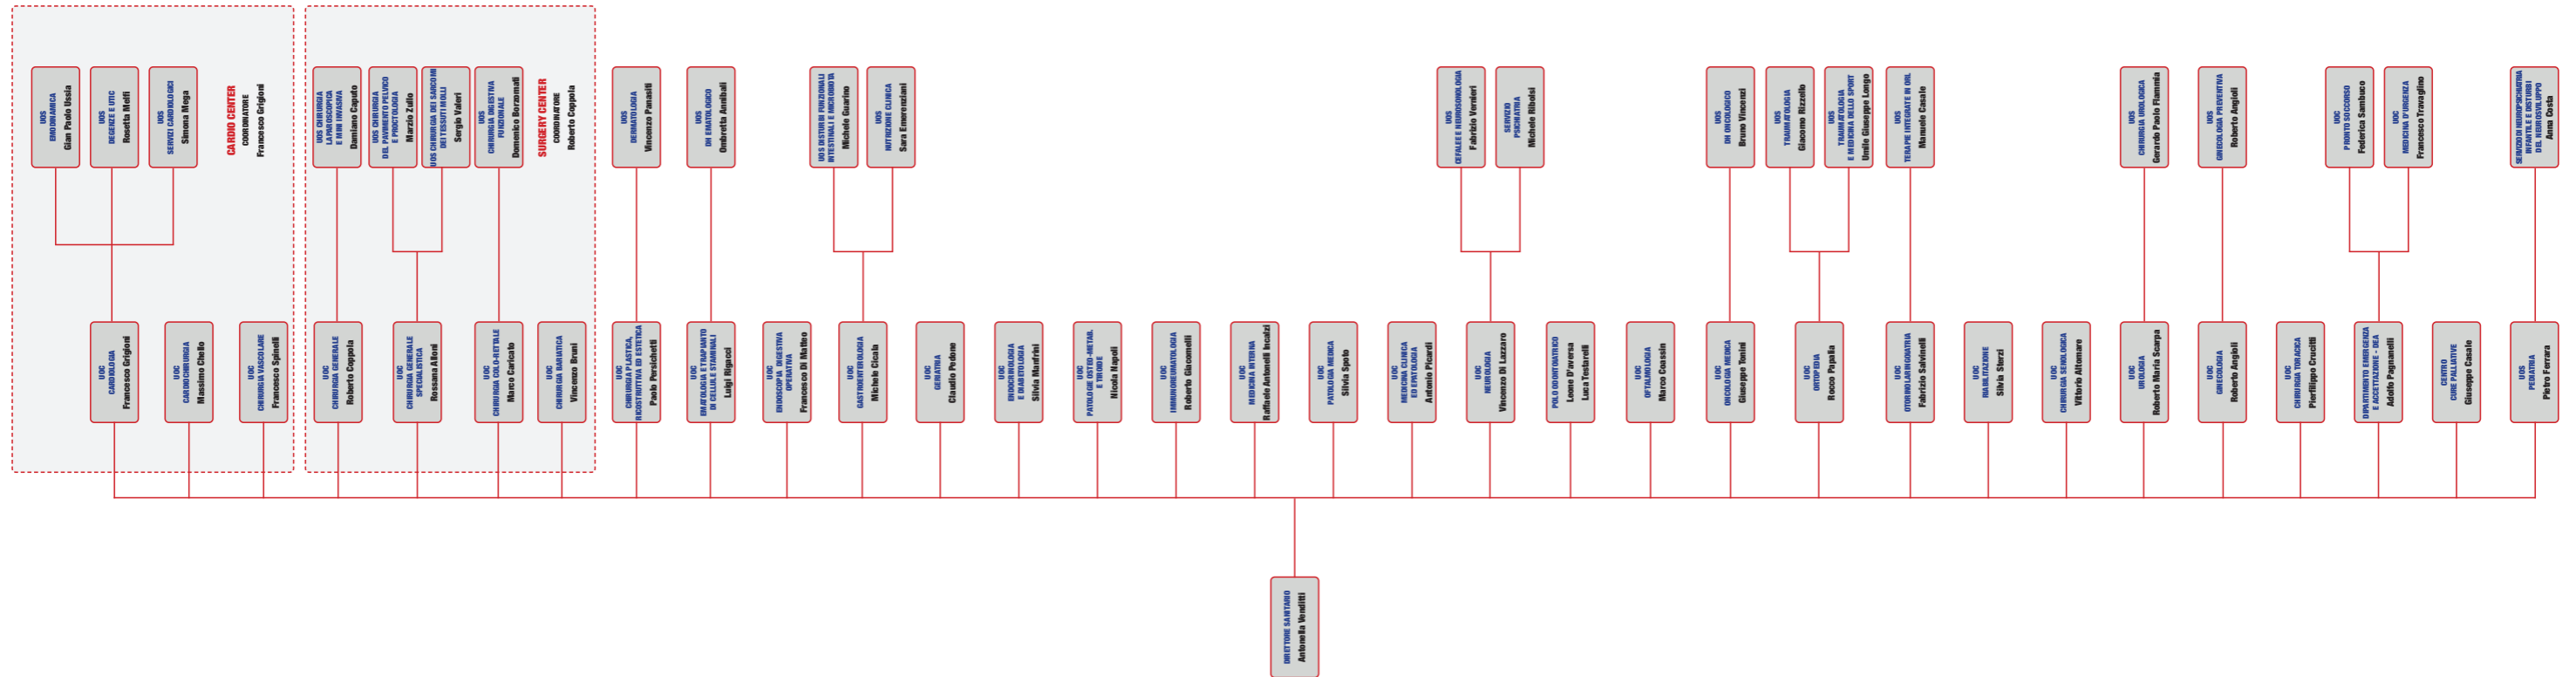 UOS
EMODINAMICA
Gian Paolo Ussia
UOS
DEGENZE E UTIC
Rosetta Melfi
UOS
SERVIZI CARDIOLOGICI
Simona Mega
CARDIO CENTER
COORDINATORE
Francesco Grigioni
UOS CHIRURGIA
LAPAROSCOPICA
E MINI INVASIVA
Damiano Caputo
UOS CHIRURGIA
DEL PAVIMENTO PELVICO
E PROCTOLOGIA
Marzio Zullo
UOS CHIRURGIA DEI SARCOMI
DEI TESSUTI MOLLI
Sergio Valeri
UOS
CHIRURGIA DIGESTIVA
FUNZIONALE
Domenico Borzomati
SURGERY CENTER
COORDINATORE
Roberto Coppola
UOS
DERMATOLOGIA
Vincenzo Panasiti
UOS
DH EMATOLOGICO
Ombretta Annibali
UOS DISTURBI FUNZIONALI
INTESTINALI E MICROBIOTA
Michele Guarino
UOS
NUTRIZIONE CLINICA
Sara Emerenziani
UOS
CEFALEE E NEUROSONOLOGIA
Fabrizio Vernieri
SERVIZIO
PSICHIATRIA
Michele Ribolsi
UOS
DH ONCOLOGICO
Bruno Vincenzi
UOS
TRAUMATOLOGIA
Giacomo Rizzello
UOS
TRAUMATOLOGIA
E MEDICINA DELLO SPORT
Umile Giuseppe Longo
UOS
TERAPIE INTEGRATE IN ORL
Manuele Casale
UOS
CHIRURGIA UROLOGICA
Gerardo Paolo Flammia
UOS
GINECOLOGIA PREVENTIVA
Roberto Angioli
UOC
PRONTO SOCCORSO
Federica Sambuco
UOC
MEDICINA D'URGENZA
Francesco Travaglino
SERVIZIO DI NEUROPSICHIATRIA
INFANTILE E DISTURBI
DEL NEUROSVILUPPO
Anna Costa
UOC
CARDIOLOGIA
Francesco Grigioni
UOC
CARDIOCHIRURGIA
Massimo Chello
UOC
CHIRURGIA VASCOLARE
Francesco Spinelli
UOC
CHIRURGIA GENERALE
Roberto Coppola
UOC
CHIRURGIA GENERALE
SPECIALISTICA
Rossana Alloni
UOC
CHIRURGIA COLO-RETTALE
Marco Caricato
UOC
CHIRURGIA BARIATICA
Vincenzo Bruni
UOC
CHIRURGIA PLASTICA,
RICOSTRUTTIVA ED ESTETICA
Paolo Persichetti
UOC
EMATOLOGIA E TRAPIANTO
DI CELLULE STAMINALI
Luigi Rigacci
UOC
ENDOSCOPIA DIGESTIVA
OPERATIVA
Francesco Di Matteo
UOC
GASTROENTEROLOGIA
Michele Cicala
UOC
GERIATRIA
Claudio Pedone
UOC
ENDOCRINOLOGIA
E DIABETOLOGIA
Silvia Manfrini
UOC
PATOLOGIE OSTEO-METAB.
E TIROIDE
Nicola Napoli
UOC
IMMUNOREUMATOLOGIA
Roberto Giacomelli
UOC
MEDICINA INTERNA
Raffaele Antonelli Incalzi
UOC
PATOLOGIA MEDICA
Silvia Spoto
UOC
MEDICINA CLINICA
ED EPATOLOGIA
Antonio Picardi
UOC
NEUROLOGIA
Vincenzo Di Lazzaro
POLO ODONTOIATRICO
Leone D'aversa
Luca Testarelli
UOC
OFTALMOLOGIA
Marco Coassin
UOC
ONCOLOGIA MEDICA
Giuseppe Tonini
UOC
ORTOPEDIA
Rocco Papalia
UOC
OTORINOLARINGOIATRIA
Fabrizio Salvinelli
UOC
RIABILITAZIONE
Silvia Sterzi
UOC
CHIRURGIA SENOLOGICA
Vittorio Altomare
UOC
UROLOGIA
Roberto Mario Scarpa
UOC
GINECOLOGIA
Roberto Angioli
UOC
CHIRURGIA TORACICA
Pierfilippo Crucitti
DIPARTIMENTO EMERGENZA
E ACCETTAZIONE - DEA
Adolfo Pagnanelli
CENTRO
CURE PALLIATIVE
Giuseppe Casale
UOS
PEDIATRIA
Pietro Ferrara
DIRETTORE SANITARIO
Antonella Venditti